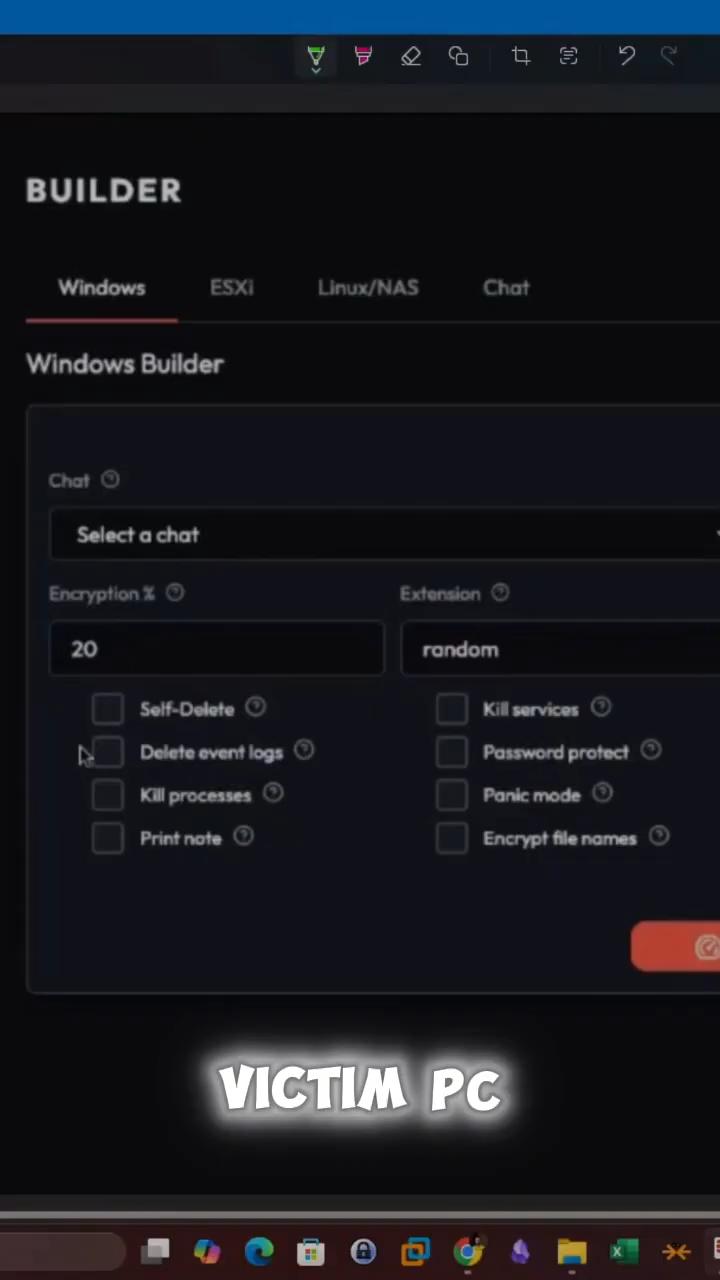 BUILDER
Windows ESXi Linux/NAS Chat
Windows Builder
Chat
Select a chat
Encryption % Extension
20 random
Self-Delete Kill services
Delete event logs Password protect
Kill processes Panic mode
Print note Encrypt file names
VICTIM PC